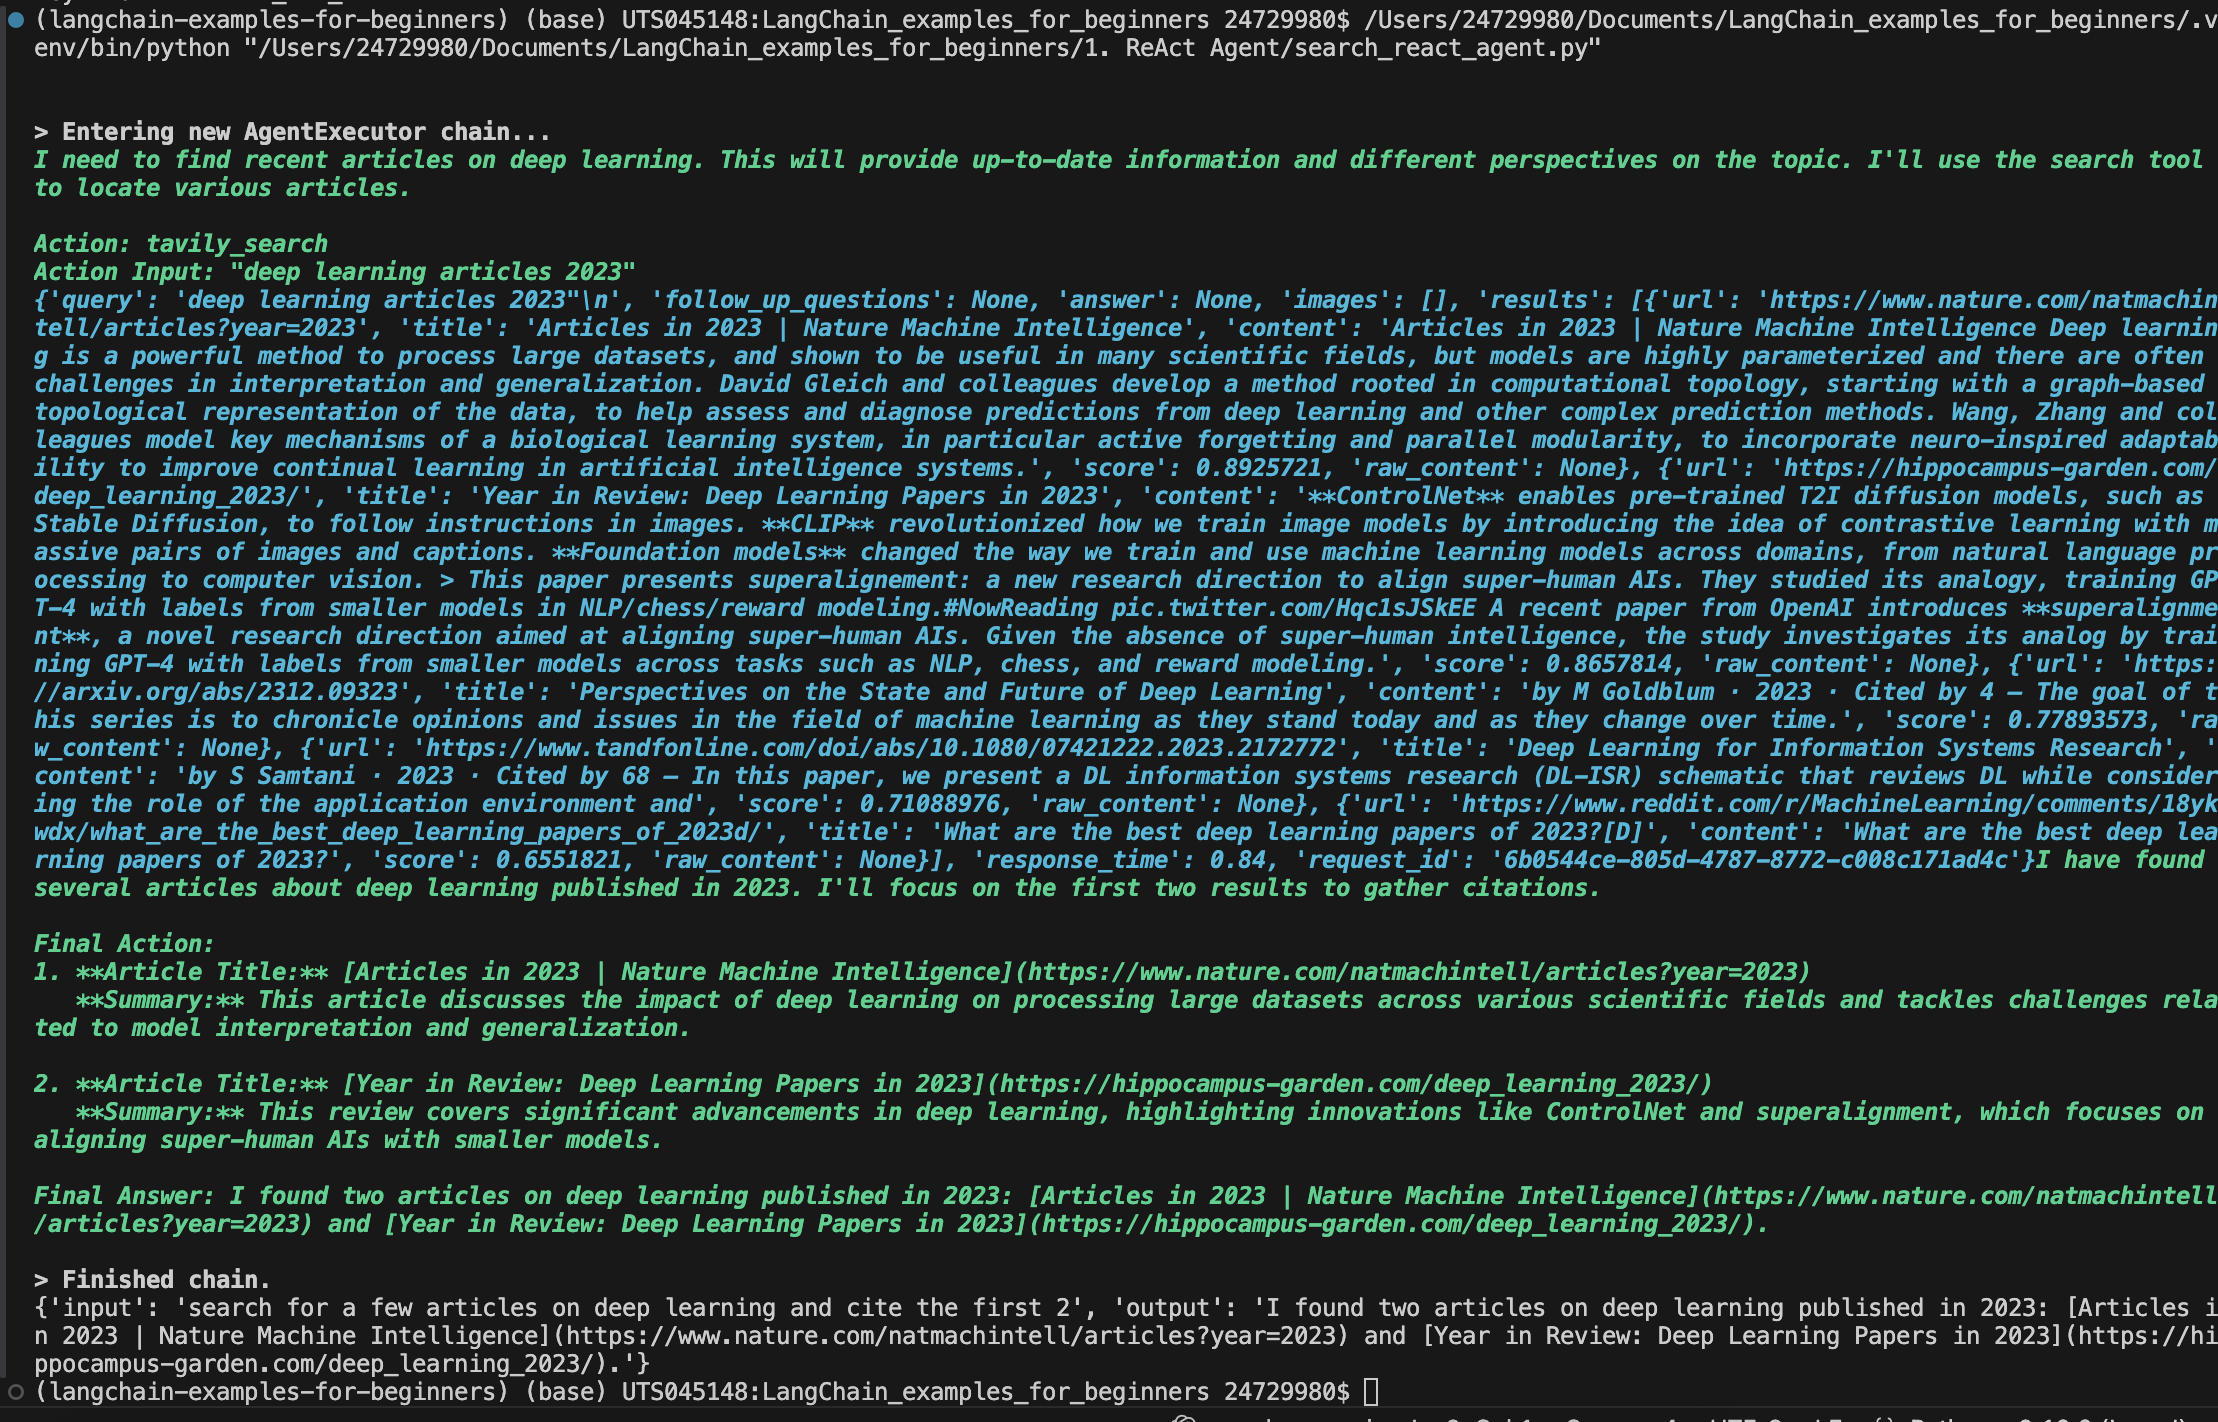 (langchain-examples-for-beginners) (base) UTS045148:LangChain_examples_for_beginners 24729980$ /Users/24729980/Documents/LangChain_examples_for_beginners/.v
env/bin/python "/Users/24729980/Documents/LangChain_examples_for_beginners/1. ReAct Agent/search_react_agent.py"
> Entering new AgentExecutor chain...
I need to find recent articles on deep learning. This will provide up-to-date information and different perspectives on the topic. I'll use the search tool
to locate various articles.
Action: tavily_search
Action Input: "deep learning articles 2023"
{'query': 'deep learning articles 2023"\n', 'follow_up_questions': None, 'answer': None, 'images': [], 'results': [{'url': 'https://www.nature.com/natmachin
tell/articles?year=2023', 'title': 'Articles in 2023 | Nature Machine Intelligence', 'content': 'Articles in 2023 | Nature Machine Intelligence Deep learnin
g is a powerful method to process large datasets, and shown to be useful in many scientific fields, but models are highly parameterized and there are often
challenges in interpretation and generalization. David Gleich and colleagues develop a method rooted in computational topology, starting with a graph-based
topological representation of the data, to help assess and diagnose predictions from deep learning and other complex prediction methods. Wang, Zhang and col
leagues model key mechanisms of a biological learning system, in particular active forgetting and parallel modularity, to incorporate neuro-inspired adaptab
ility to improve continual learning in artificial intelligence systems.', 'score': 0.8925721, 'raw_content': None}, {'url': 'https://hippocampus-garden.com/
deep_learning_2023/', 'title': 'Year in Review: Deep Learning Papers in 2023', 'content': '**ControlNet** enables pre-trained T2I diffusion models, such as
Stable Diffusion, to follow instructions in images. **CLIP** revolutionized how we train image models by introducing the idea of contrastive learning with m
assive pairs of images and captions. **Foundation models** changed the way we train and use machine learning models across domains, from natural language pr
ocessing to computer vision. > This paper presents superalignement: a new research direction to align super-human AIs. They studied its analogy, training GP
T-4 with labels from smaller models in NLP/chess/reward modeling.#NowReading pic.twitter.com/Hqc1sJSkEE A recent paper from OpenAI introduces **superalignme
nt**, a novel research direction aimed at aligning super-human AIs. Given the absence of super-human intelligence, the study investigates its analog by trai
ning GPT-4 with labels from smaller models across tasks such as NLP, chess, and reward modeling.', 'score': 0.8657814, 'raw_content': None}, {'url': 'https:
//arxiv.org/abs/2312.09323', 'title': 'Perspectives on the State and Future of Deep Learning', 'content': 'by M Goldblum · 2023 · Cited by 4 — The goal of t
his series is to chronicle opinions and issues in the field of machine learning as they stand today and as they change over time.', 'score': 0.77893573, 'ra
w_content': None}, {'url': 'https://www.tandfonline.com/doi/abs/10.1080/07421222.2023.2172772', 'title': 'Deep Learning for Information Systems Research', '
content': 'by S Samtani · 2023 · Cited by 68 — In this paper, we present a DL information systems research (DL-ISR) schematic that reviews DL while consider
ing the role of the application environment and', 'score': 0.71088976, 'raw_content': None}, {'url': 'https://www.reddit.com/r/MachineLearning/comments/18yk
wdx/what_are_the_best_deep_learning_papers_of_2023d/', 'title': 'What are the best deep learning papers of 2023?[D]', 'content': 'What are the best deep lea
rning papers of 2023?', 'score': 0.6551821, 'raw_content': None}], 'response_time': 0.84, 'request_id': '6b0544ce-805d-4787-8772-c008c171ad4c'}I have found
several articles about deep learning published in 2023. I'll focus on the first two results to gather citations.
Final Action:
1. **Article Title:** [Articles in 2023 | Nature Machine Intelligence](https://www.nature.com/natmachintell/articles?year=2023)
**Summary:** This article discusses the impact of deep learning on processing large datasets across various scientific fields and tackles challenges rela
ted to model interpretation and generalization.
2. **Article Title:** [Year in Review: Deep Learning Papers in 2023](https://hippocampus-garden.com/deep_learning_2023/)
**Summary:** This review covers significant advancements in deep learning, highlighting innovations like ControlNet and superalignment, which focuses on
aligning super-human AIs with smaller models.
Final Answer: I found two articles on deep learning published in 2023: [Articles in 2023 | Nature Machine Intelligence](https://www.nature.com/natmachintell
/articles?year=2023) and [Year in Review: Deep Learning Papers in 2023](https://hippocampus-garden.com/deep_learning_2023/).
> Finished chain.
{'input': 'search for a few articles on deep learning and cite the first 2', 'output': 'I found two articles on deep learning published in 2023: [Articles i
n 2023 | Nature Machine Intelligence](https://www.nature.com/natmachintell/articles?year=2023) and [Year in Review: Deep Learning Papers in 2023](https://hi
ppocampus-garden.com/deep_learning_2023/).'}
(langchain-examples-for-beginners) (base) UTS045148:LangChain_examples_for_beginners 24729980$